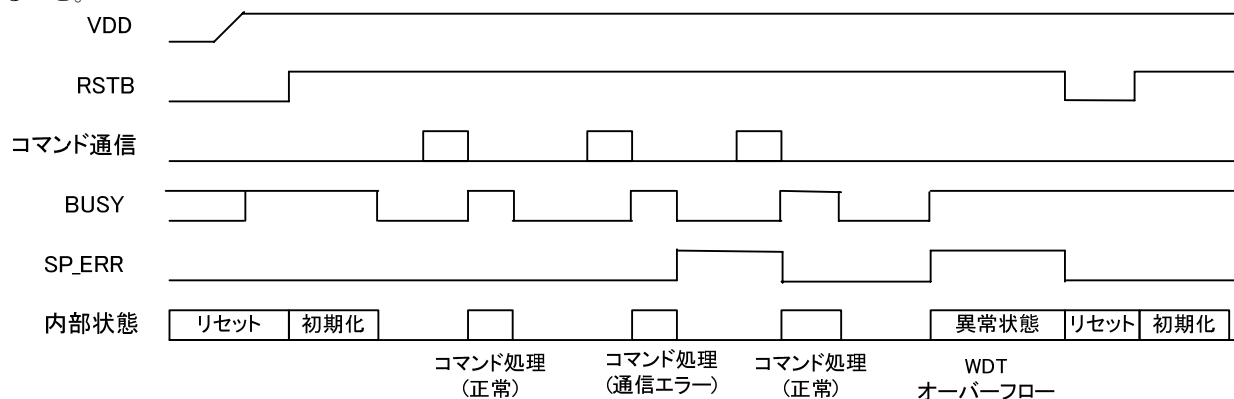 VDD
RSTB
コマンド通信
BUSY
SP_ERR
内部状態
リセット 初期化 異常状態 リセット 初期化
コマンド処理 コマンド処理 コマンド処理 WDT
(正常) (通信エラー) (正常) オーバーフロー